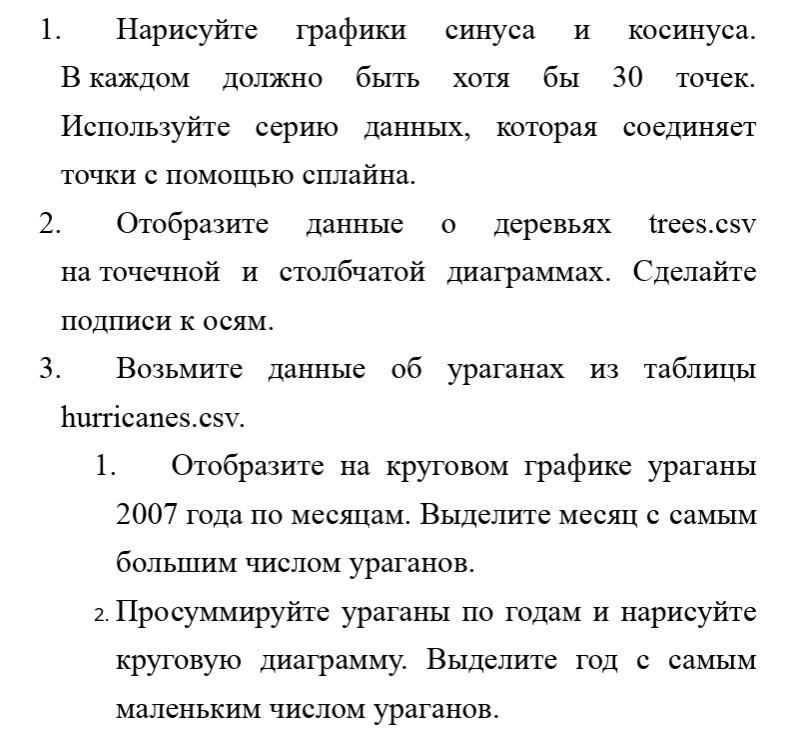 1. Нарисуйте графики синуса и косинуса.
В каждом должно быть хотя бы 30 точек.
Используйте серию данных, которая соединяет
точки с помощью сплайна.
2. Отобразите данные о деревьях trees.csv
на точечной и столбчатой диаграммах. Сделайте
подписи к осям.
3. Возьмите данные об ураганах из таблицы
hurricanes.csv.
1. Отобразите на круговом графике ураганы
2007 года по месяцам. Выделите месяц с самым
большим числом ураганов.
2. Просуммируйте ураганы по годам и нарисуйте
круговую диаграмму. Выделите год с самым
маленьким числом ураганов.